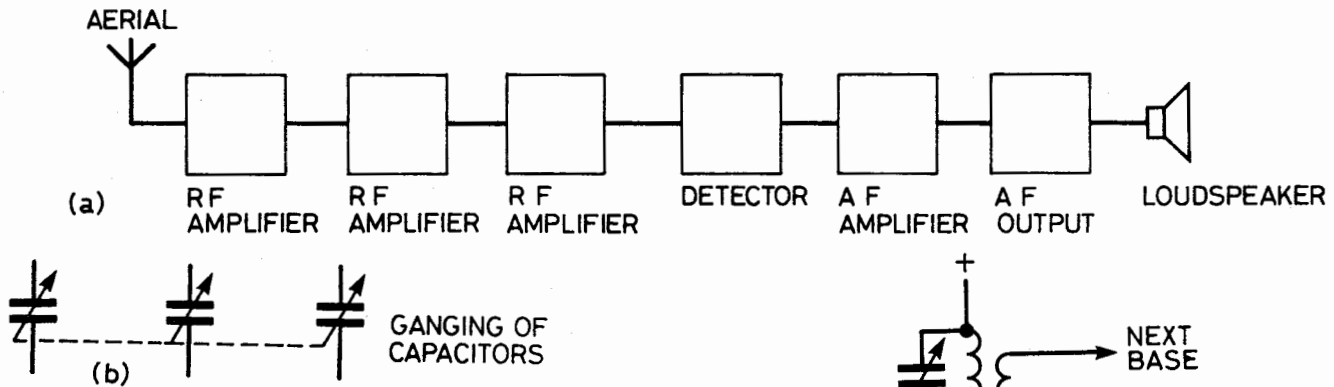 AERIAL
RF
AMPLIFIER
RF
AMPLIFIER
RF
AMPLIFIER
DETECTOR
AF
AMPLIFIER
AF
OUTPUT
LOUDSPEAKER
(a)
GANGING OF
CAPACITORS
(b)
+
NEXT
BASE